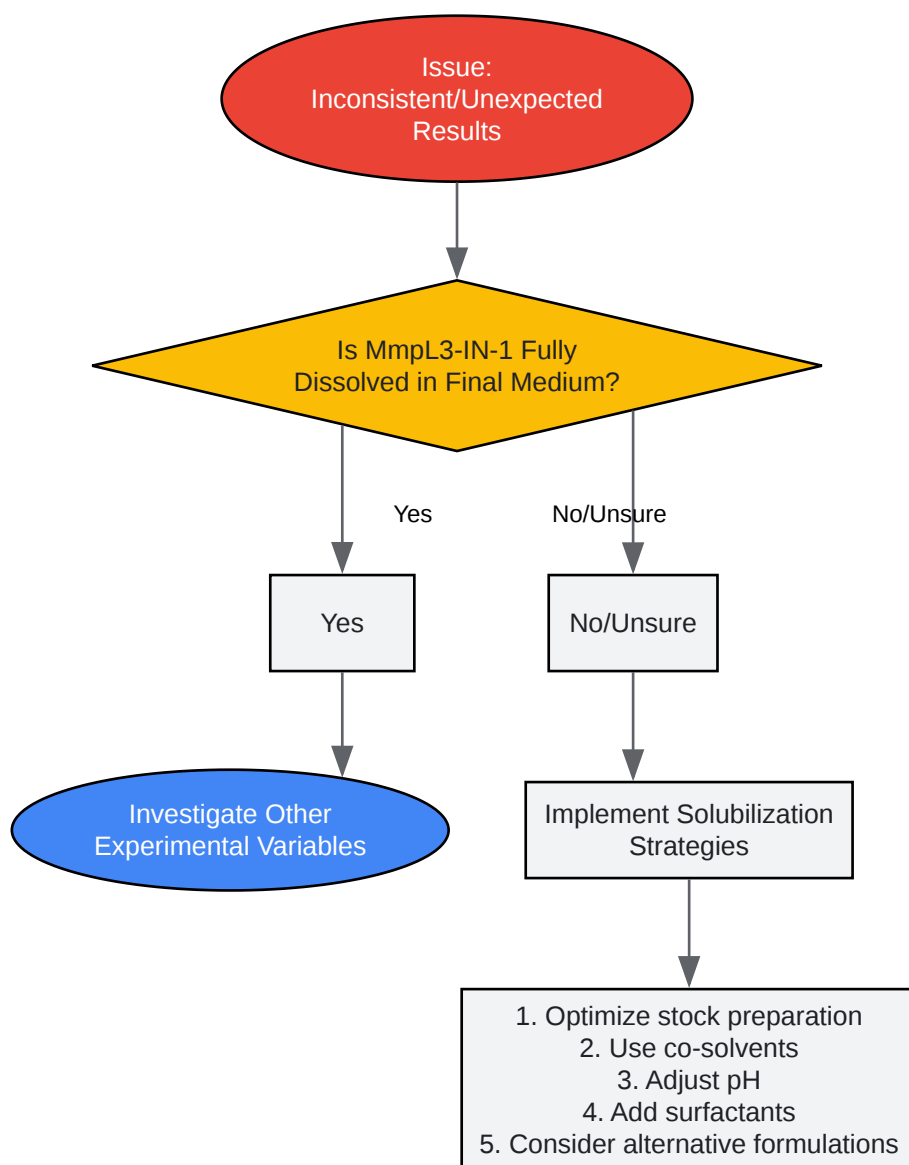 Issue:
Inconsistent/Unexpected
Results
Is MmpL3-IN-1 Fully
Dissolved in Final Medium?
Yes
No/Unsure
Yes
No/Unsure
Investigate Other
Experimental Variables
Implement Solubilization
Strategies
1. Optimize stock preparation
2. Use co-solvents
3. Adjust pH
4. Add surfactants
5. Consider alternative formulations